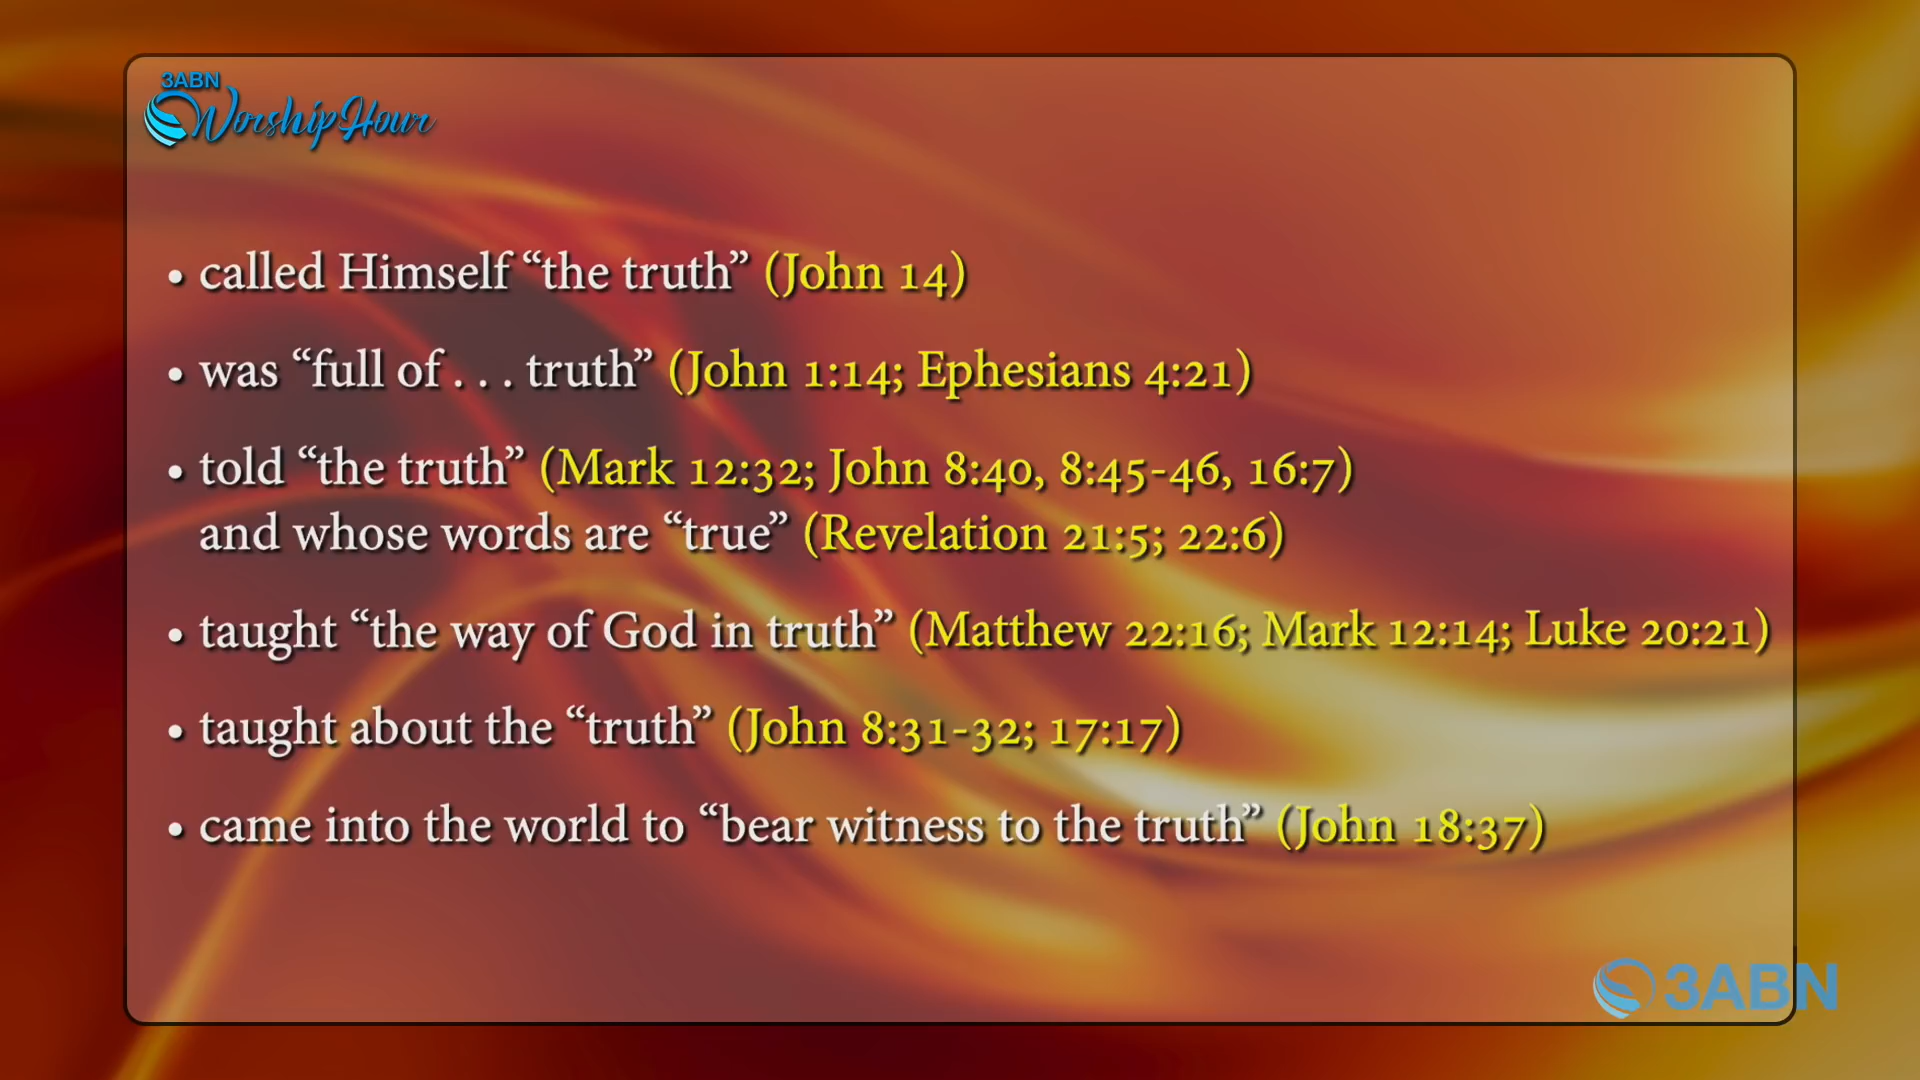 3ABN
Worship Hour
• called Himself “the truth” (John 14)
• was “full of . . . truth” (John 1:14; Ephesians 4:21)
• told “the truth” (Mark 12:32; John 8:40, 8:45-46, 16:7)
and whose words are “true” (Revelation 21:5; 22:6)
• taught “the way of God in truth” (Matthew 22:16; Mark 12:14; Luke 20:21)
• taught about the “truth” (John 8:31-32; 17:17)
• came into the world to “bear witness to the truth” (John 18:37)
3ABN